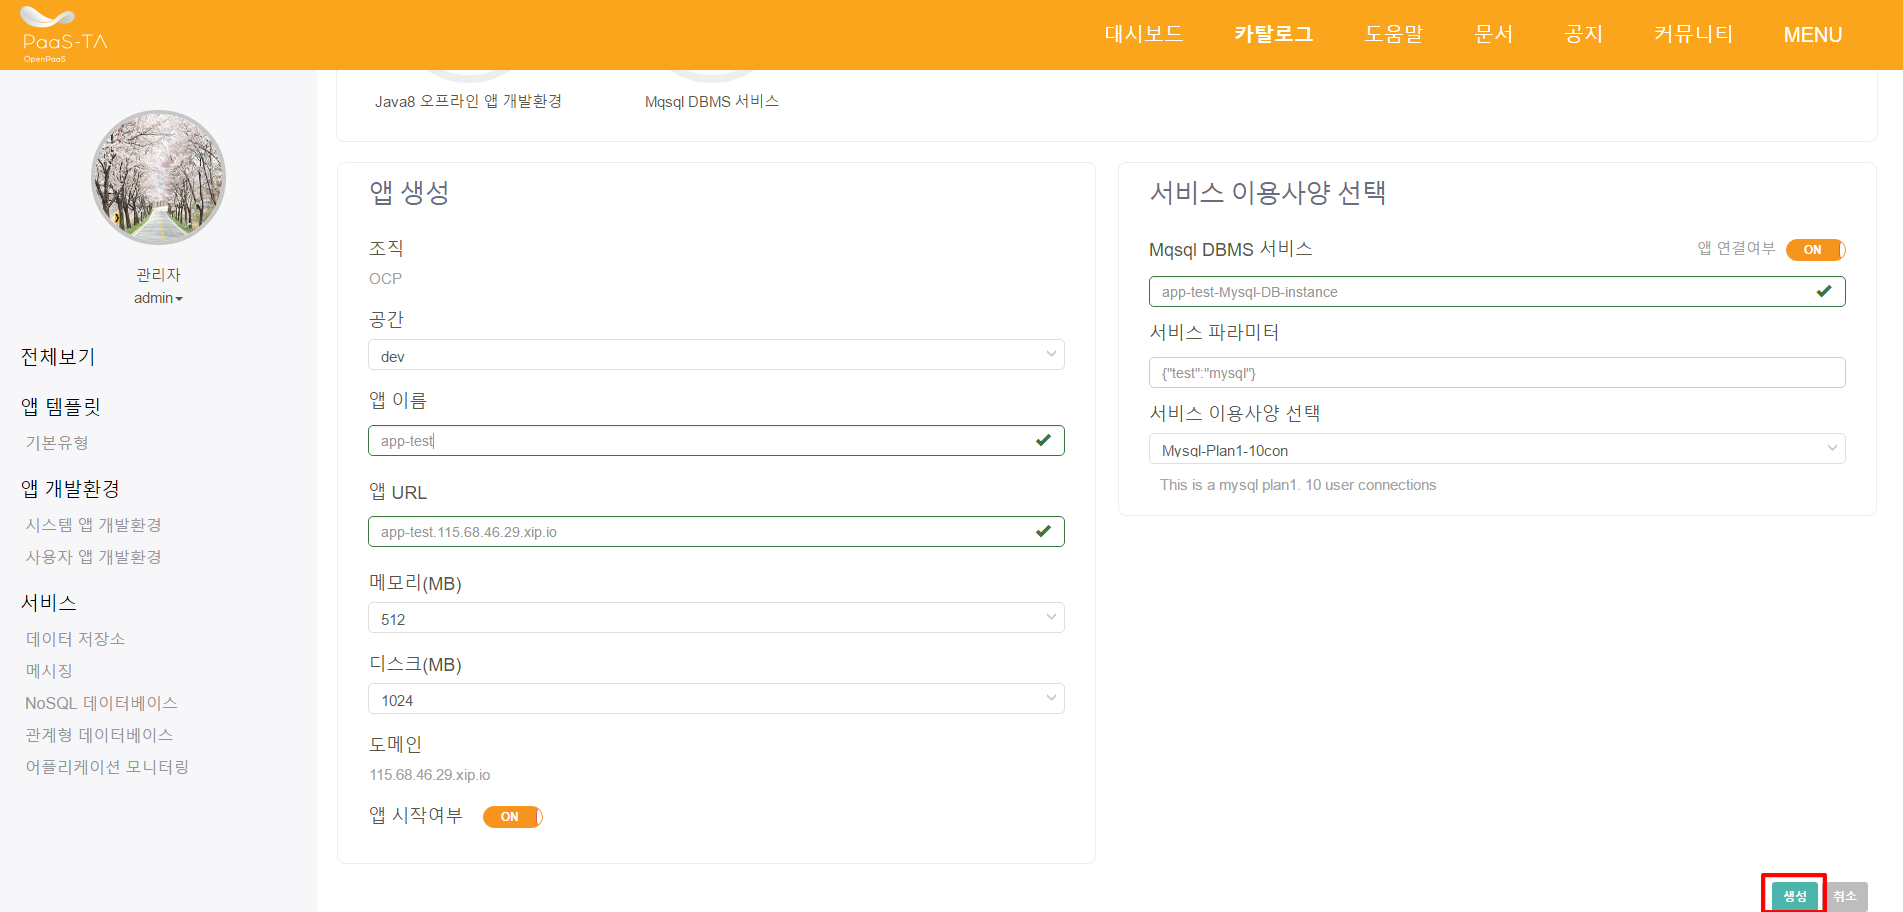 PaaS-TA
OpenPaaS
대시보드 카탈로그 도움말 문서 공지 커뮤니티 MENU
관리자
admin
전체보기
앱 템플릿
기본유형
앱 개발환경
시스템 앱 개발환경
사용자 앱 개발환경
서비스
데이터 저장소
메시징
NoSQL 데이터베이스
관계형 데이터베이스
어플리케이션 모니터링
Java8 오프라인 앱 개발환경
Mqsql DBMS 서비스
앱 생성
조직
OCP
공간
dev
앱 이름
app-test
앱 URL
app-test.115.68.46.29.xip.io
메모리(MB)
512
디스크(MB)
1024
도메인
115.68.46.29.xip.io
앱 시작여부 ON
서비스 이용사양 선택
Mqsql DBMS 서비스 앱 연결여부 ON
app-test-Mysql-DB-instance
서비스 파라미터
{"test":"mysql"}
서비스 이용사양 선택
Mysql-Plan1-10con
This is a mysql plan1. 10 user connections
생성 취소